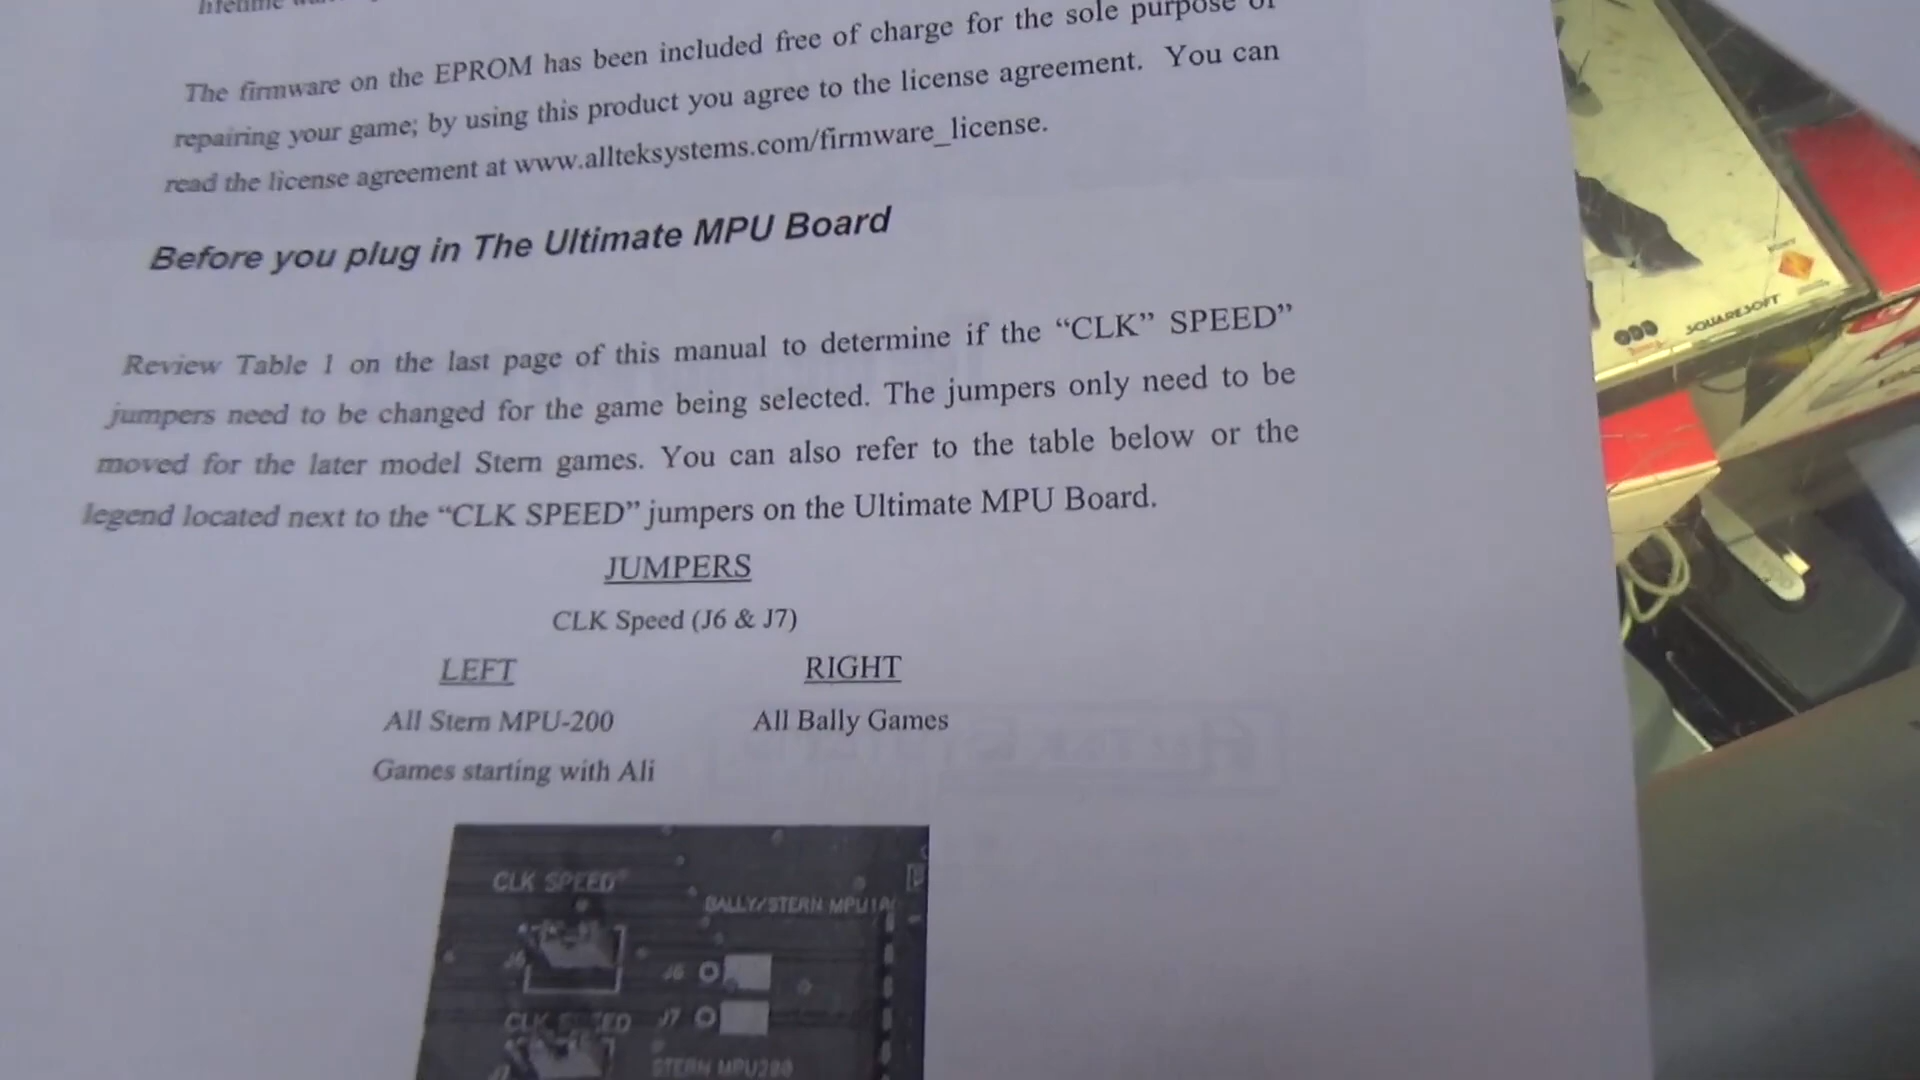 lifetime
The firmware on the EPROM has been included free of charge for the sole purpose of
repairing your game; by using this product you agree to the license agreement. You can
read the license agreement at www.allteksystems.com/firmware_license.
Before you plug in The Ultimate MPU Board
Review Table 1 on the last page of this manual to determine if the “CLK” SPEED”
jumpers need to be changed for the game being selected. The jumpers only need to be
moved for the later model Stern games. You can also refer to the table below or the
legend located next to the “CLK SPEED” jumpers on the Ultimate MPU Board.
JUMPERS
CLK Speed (J6 & J7)
LEFT RIGHT
All Stern MPU-200 All Bally Games
Games starting with Ali
CLK SPEED
BALLY/STERN
J6 J6
CLK SPEED J7
J7 STERN MPU200
SQUARESOFT